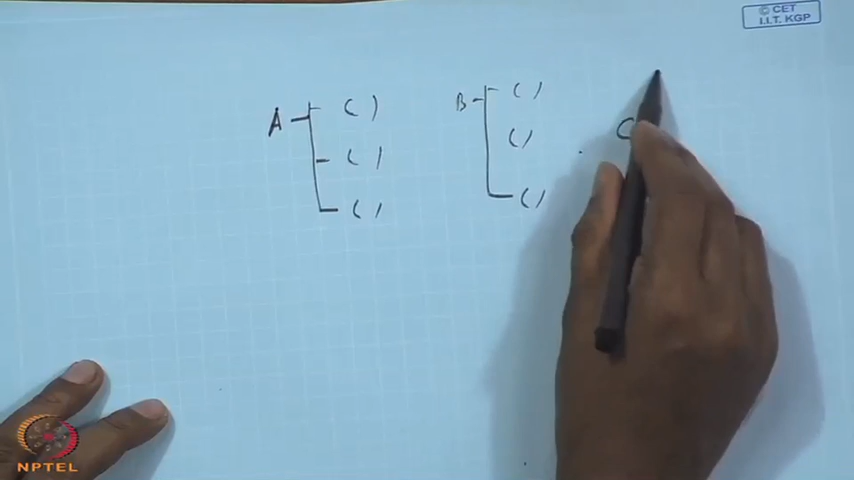 © CET
I.I.T. KGP
A ( ) B ( ) C
( ) ( )
( ) ( )
NPTEL